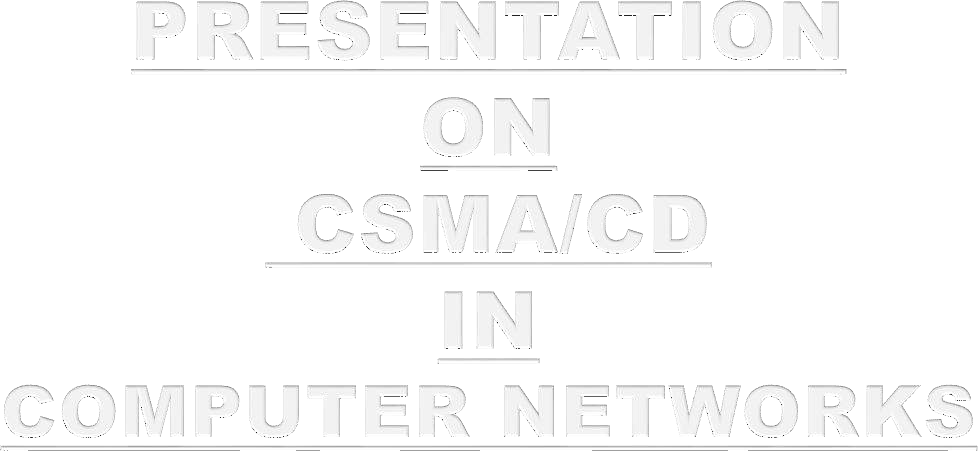 PRESENTATION
ON
CSMA/CD
IN
COMPUTER NETWORKS